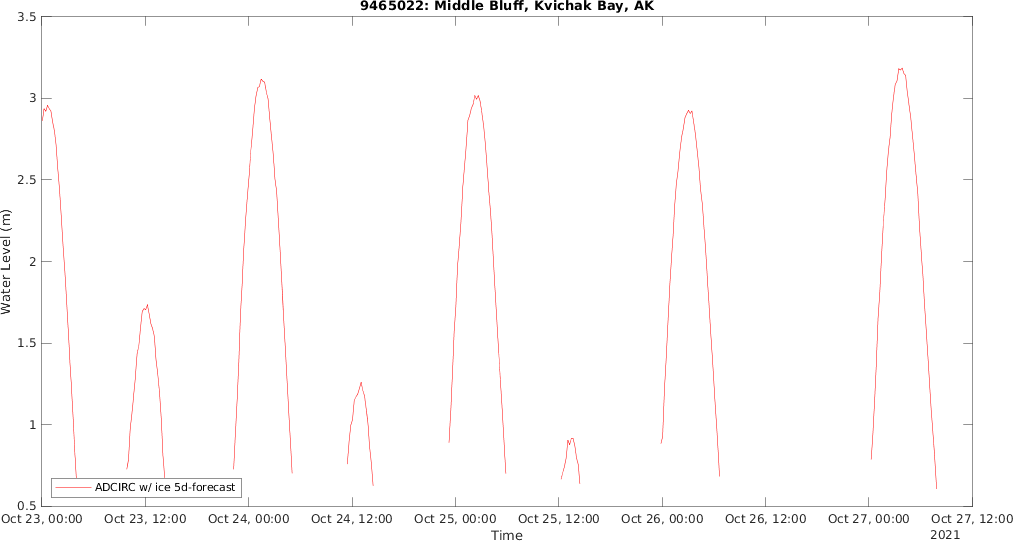 9465022: Middle Bluff, Kvichak Bay, AK
3.5
3
2.5
2
1.5
1
0.5
Water Level (m)
ADCIRC w/ ice 5d-forecast
Oct 23, 00:00 Oct 23, 12:00 Oct 24, 00:00 Oct 24, 12:00 Oct 25, 00:00 Oct 25, 12:00 Oct 26, 00:00 Oct 26, 12:00 Oct 27, 00:00 Oct 27, 12:00
Time
2021